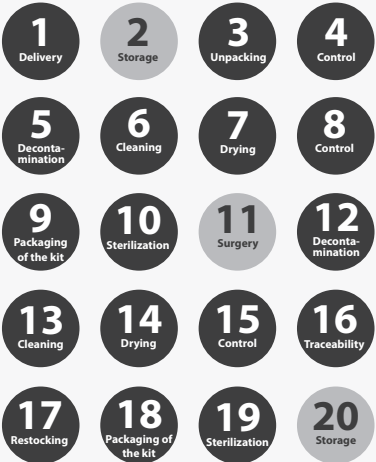 1
Delivery
2
Storage
3
Unpacking
4
Control
5
Deconta-
mination
6
Cleaning
7
Drying
8
Control
9
Packaging
of the kit
10
Sterilization
11
Surgery
12
Deconta-
mination
13
Cleaning
14
Drying
15
Control
16
Traceability
17
Restocking
18
Packaging of
the kit
19
Sterilization
20
Storage